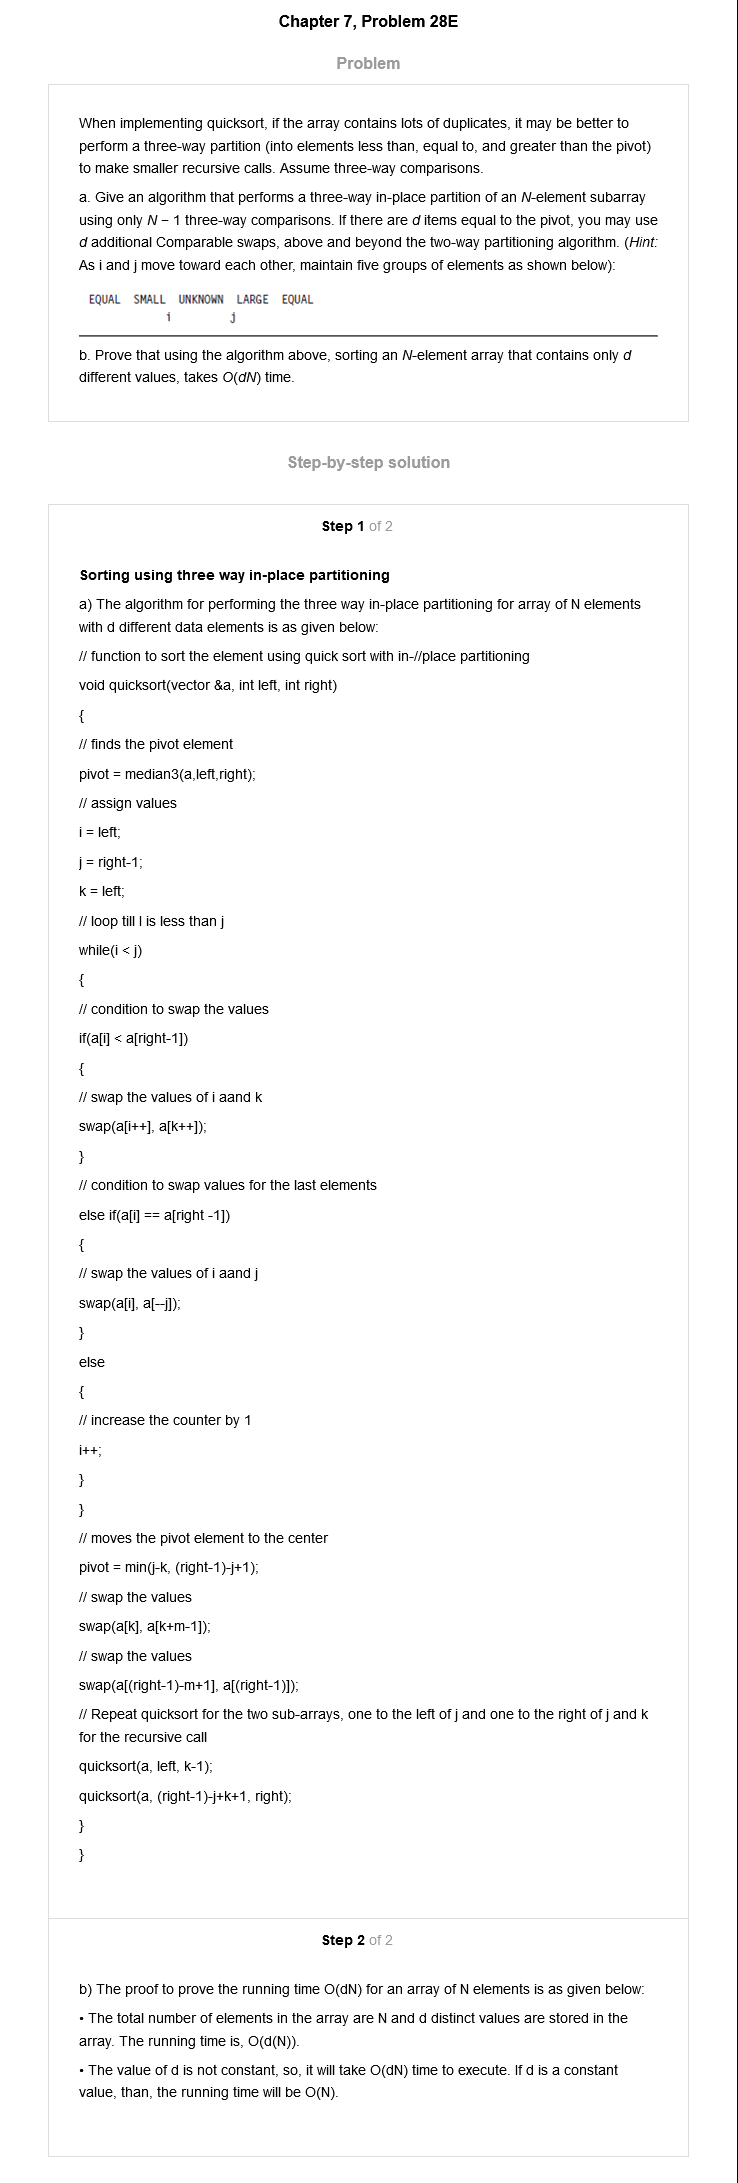 Chapter 7, Problem 28E
Problem
When implementing quicksort, if the array contains lots of duplicates, it may be better to
perform a three-way partition (into elements less than, equal to, and greater than the pivot)
to make smaller recursive calls. Assume three-way comparisons.
a. Give an algorithm that performs a three-way in-place partition of an N-element subarray
using only N − 1 three-way comparisons. If there are d items equal to the pivot, you may use
d additional Comparable swaps, above and beyond the two-way partitioning algorithm. (Hint:
As i and j move toward each other, maintain five groups of elements as shown below):
EQUAL SMALL UNKNOWN LARGE EQUAL
i j
b. Prove that using the algorithm above, sorting an N-element array that contains only d
different values, takes O(dN) time.
Step-by-step solution
Step 1 of 2
Sorting using three way in-place partitioning
a) The algorithm for performing the three way in-place partitioning for array of N elements
with d different data elements is as given below:
// function to sort the element using quick sort with in-//place partitioning
void quicksort(vector &a, int left, int right)
{
// finds the pivot element
pivot = median3(a,left,right);
// assign values
i = left;
j = right-1;
k = left;
// loop till I is less than j
while(i < j)
{
// condition to swap the values
if(a[i] < a[right-1])
{
// swap the values of i aand k
swap(a[i++], a[k++]);
}
// condition to swap values for the last elements
else if(a[i] == a[right -1])
{
// swap the values of i aand j
swap(a[i], a[--j]);
}
else
{
// increase the counter by 1
i++;
}
}
// moves the pivot element to the center
pivot = min(j-k, (right-1)-j+1);
// swap the values
swap(a[k], a[k+m-1]);
// swap the values
swap(a[(right-1)-m+1], a[(right-1)]);
// Repeat quicksort for the two sub-arrays, one to the left of j and one to the right of j and k
for the recursive call
quicksort(a, left, k-1);
quicksort(a, (right-1)-j+k+1, right);
}
}
Step 2 of 2
b) The proof to prove the running time O(dN) for an array of N elements is as given below:
• The total number of elements in the array are N and d distinct values are stored in the
array. The running time is, O(d(N)).
• The value of d is not constant, so, it will take O(dN) time to execute. If d is a constant
value, than, the running time will be O(N).